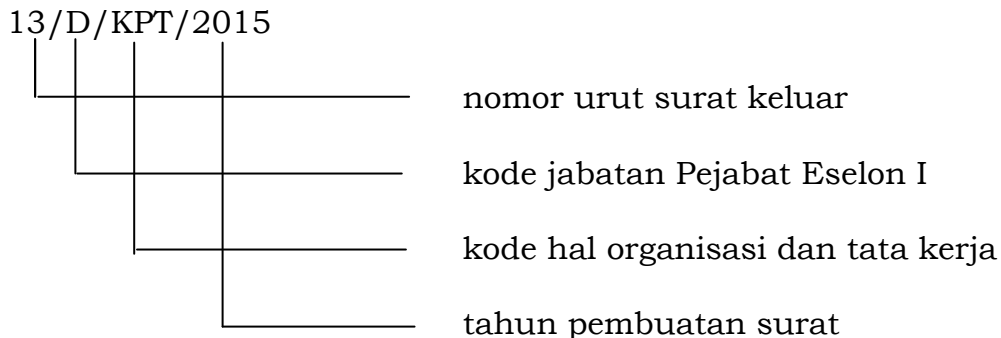 13/D/KPT/2015
nomor urut surat keluar
kode jabatan Pejabat Eselon I
kode hal organisasi dan tata kerja
tahun pembuatan surat